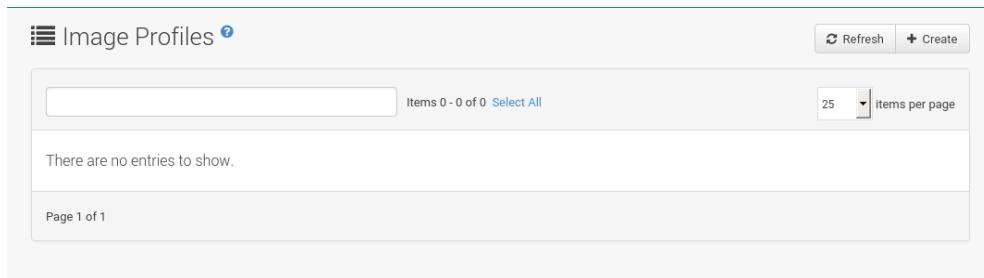 Image Profiles ?
Refresh + Create
Items 0 - 0 of 0 Select All 25 items per page
There are no entries to show.
Page 1 of 1